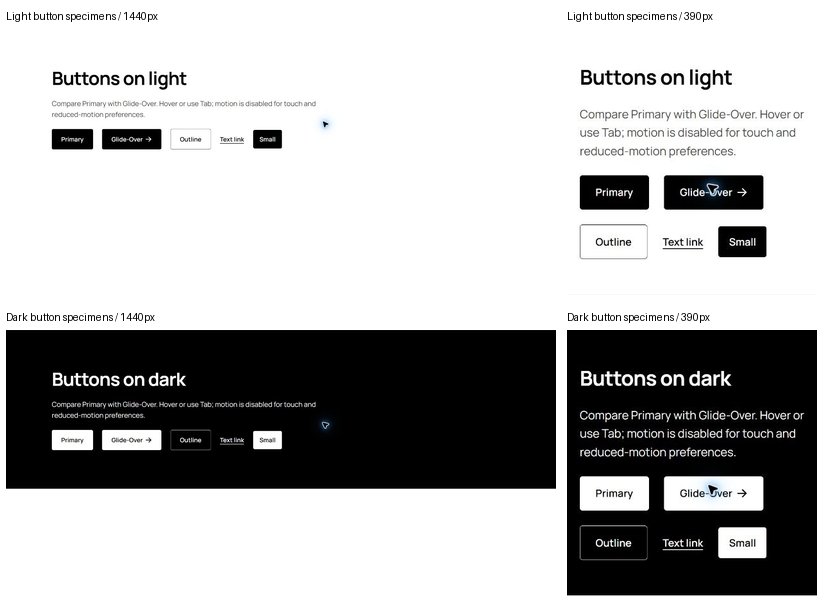 Light button specimens / 1440px
Buttons on light
Compare Primary with Glide-Over. Hover or use Tab; motion is disabled for touch and
reduced-motion preferences.
Primary
Glide-Over →
Outline
Text link
Small
Light button specimens / 390px
Buttons on light
Compare Primary with Glide-Over. Hover or
use Tab; motion is disabled for touch and
reduced-motion preferences.
Primary
Glide-Over →
Outline
Text link
Small
Dark button specimens / 1440px
Buttons on dark
Compare Primary with Glide-Over. Hover or use Tab; motion is disabled for touch and
reduced-motion preferences.
Primary
Glide-Over →
Outline
Text link
Small
Dark button specimens / 390px
Buttons on dark
Compare Primary with Glide-Over. Hover or
use Tab; motion is disabled for touch and
reduced-motion preferences.
Primary
Glide-Over →
Outline
Text link
Small